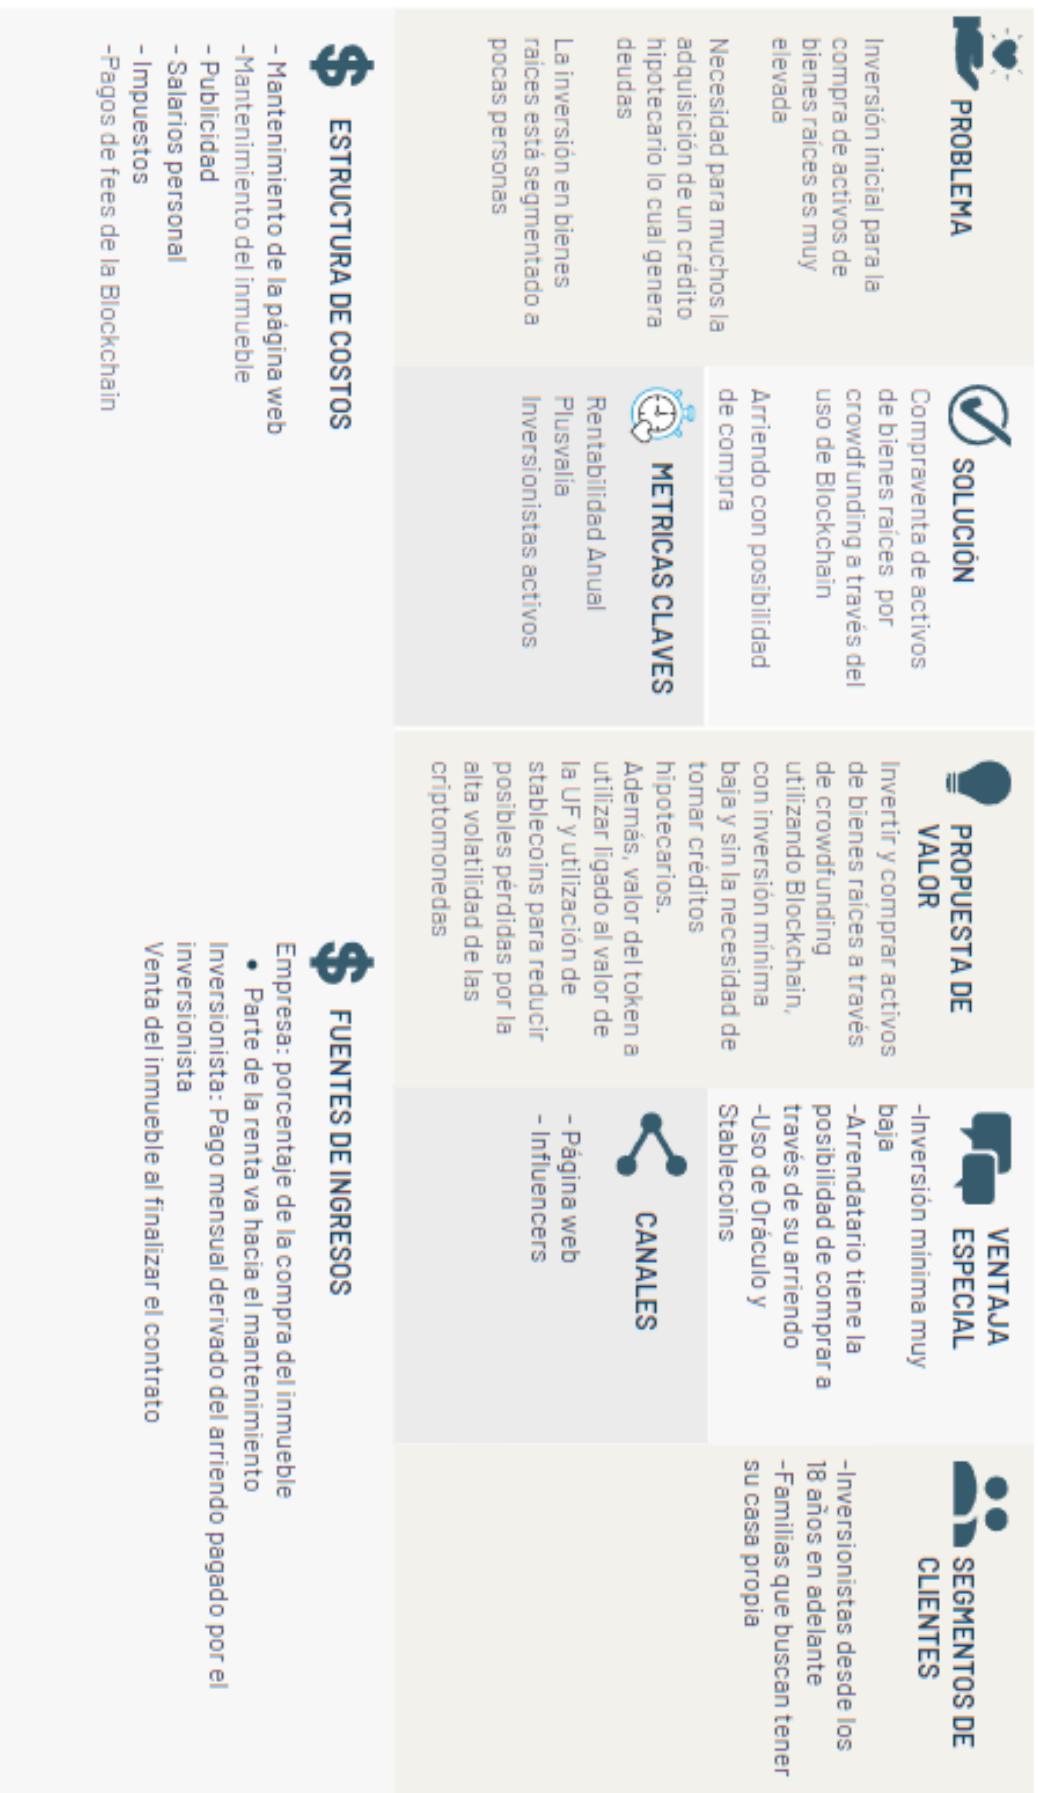 PROBLEMA
Inversión inicial para la
compra de activos de
bienes raíces es muy
elevada
Necesidad para muchos la
adquisición de un crédito
hipotecario lo cual genera
deudas
La inversión en bienes
raíces está segmentado a
pocas personas
SOLUCIÓN
Compraventa de activos
de bienes raíces por
crowdfunding a través del
uso de Blockchain
Arriendo con posibilidad
de compra
METRICAS CLAVES
Rentabilidad Anual
Plusvalía
Inversionistas activos
PROPUESTA DE
VALOR
Invertir y comprar activos
de bienes raíces a través
de crowdfunding
utilizando Blockchain,
con inversión mínima
baja y sin la necesidad de
tomar créditos
hipotecarios.
Además, valor del token a
utilizar ligado al valor de
la UF y utilización de
stablecoins para reducir
posibles pérdidas por la
alta volatilidad de las
criptomonedas
VENTAJA
ESPECIAL
-Inversión minima muy
baja
-Arrendatario tiene la
posibilidad de comprar a
través de su arriendo
-Uso de Oráculo y
Stablecoins
CANALES
- Página web
- Influencers
SEGMENTOS DE
CLIENTES
-Inversionistas desde los
18 años en adelante
-Familias que buscan tener
su casa propia
ESTRUCTURA DE COSTOS
- Mantenimiento de la página web
-Mantenimiento del inmueble
- Publicidad
- Salarios personal
- Impuestos
-Pagos de fees de la Blockchain
FUENTES DE INGRESOS
Empresa: porcentaje de la compra del inmueble
• Parte de la renta va hacia el mantenimiento
Inversionista: Pago mensual derivado del arriendo pagado por el
inversionista
Venta del inmueble al finalizar el contrato